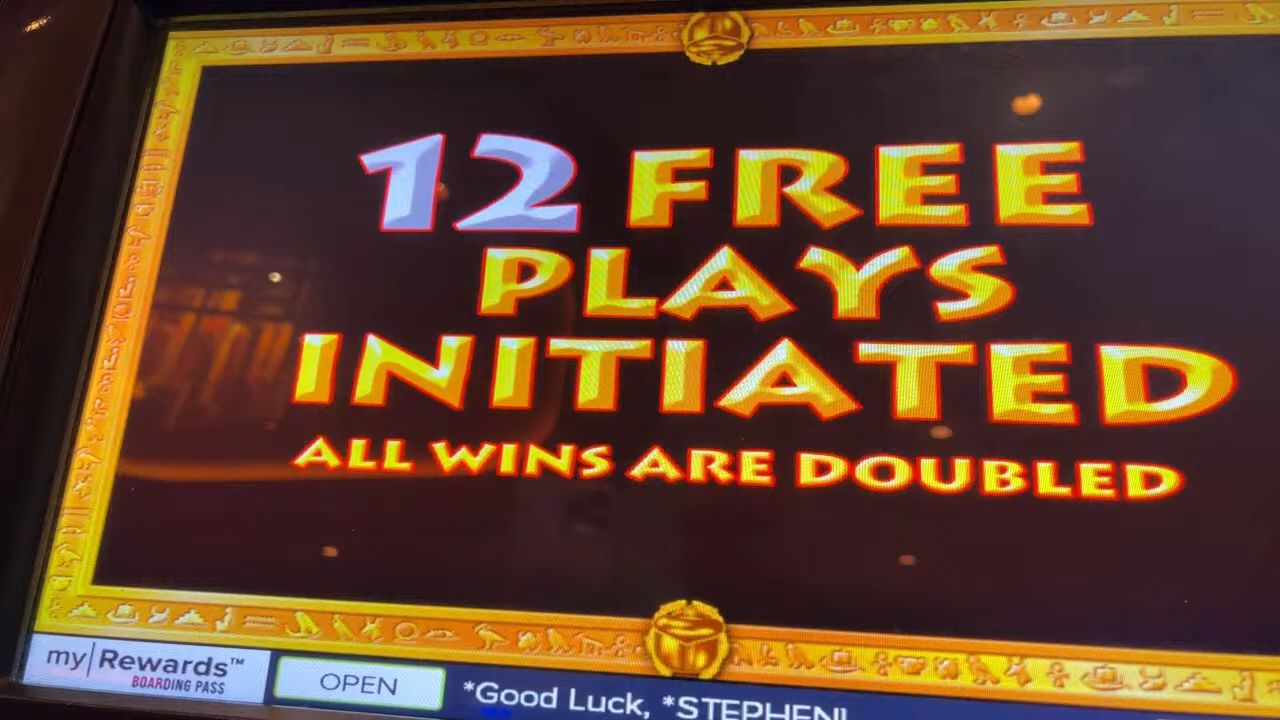 12 FREE
PLAYS
INITIATED
ALL WINS ARE DOUBLED
my|Rewards™
BOARDING PASS
OPEN
*Good Luck, *STEPHEN!